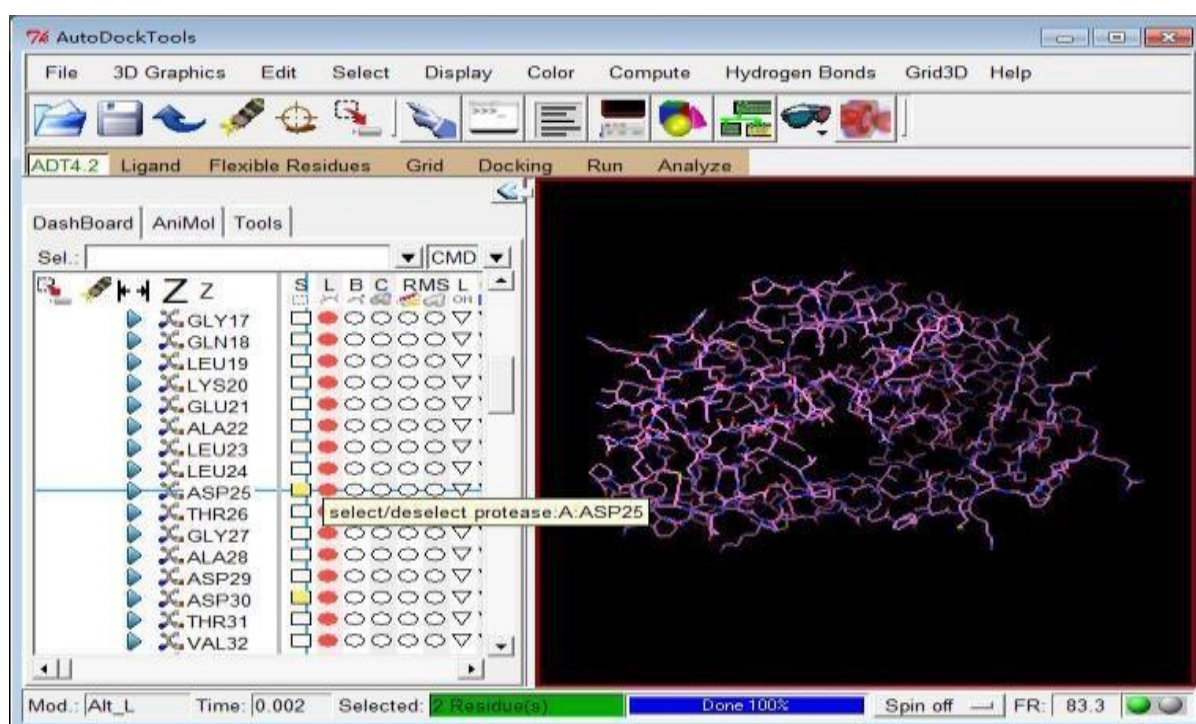 AutoDockTools
File 3D Graphics Edit Select Display Color Compute Hydrogen Bonds Grid3D Help
ADT4.2 Ligand Flexible Residues Grid Docking Run Analyze
DashBoard AniMol Tools
Sel.: CMD
Z Z S L B C R M S L
GLY17
GLN18
LEU19
LYS20
GLU21
ALA22
LEU23
LEU24
ASP25
select/deselect protease:A:ASP25
THR26
GLY27
ALA28
ASP29
ASP30
THR31
VAL32
Mod.: Alt_L Time: 0.002 Selected: 2 Residue(s) Done 100% Spin off FR: 83.3